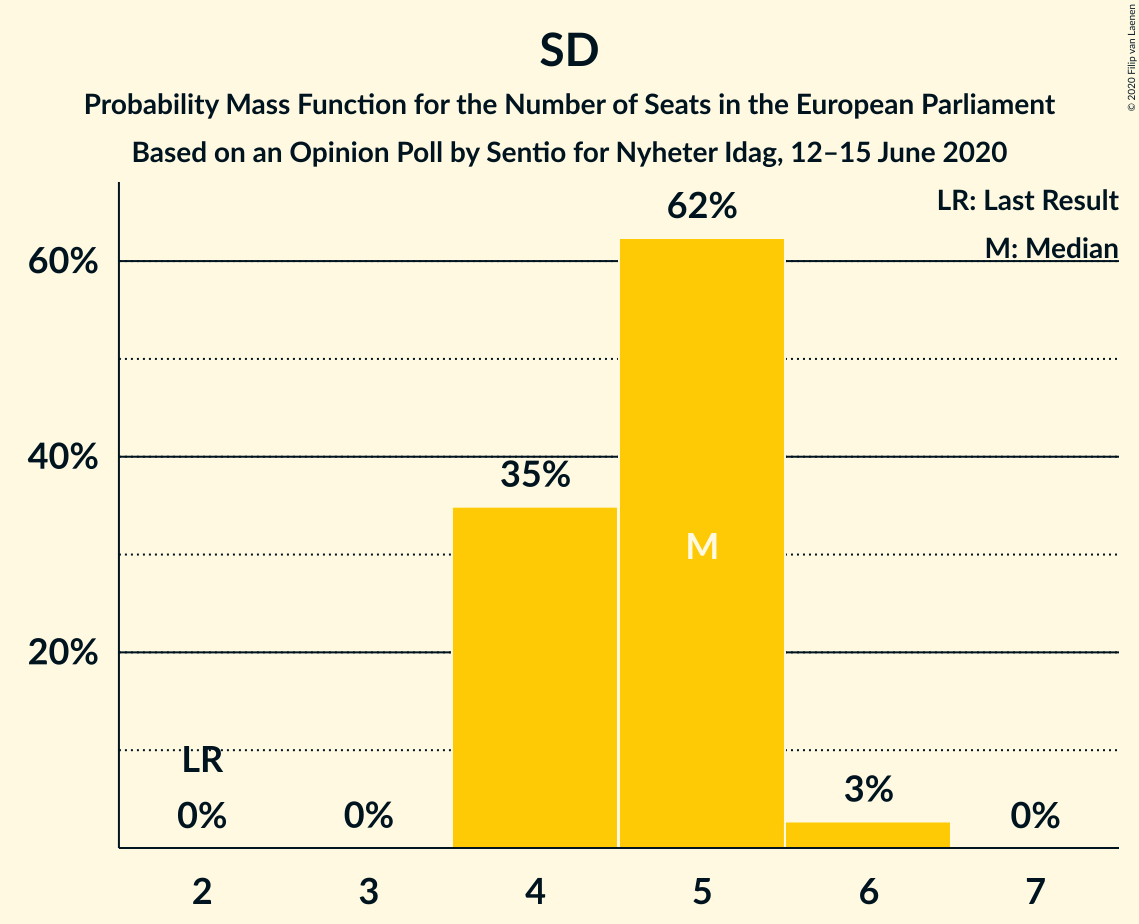 SD
Probability Mass Function for the Number of Seats in the European Parliament
Based on an Opinion Poll by Sentio for Nyheter Idag, 12–15 June 2020
© 2020 Filip van Laenen
LR: Last Result
M: Median
62%
60%
40%
35%
M
20%
LR
0%
0%
3%
0%
2
3
4
5
6
7